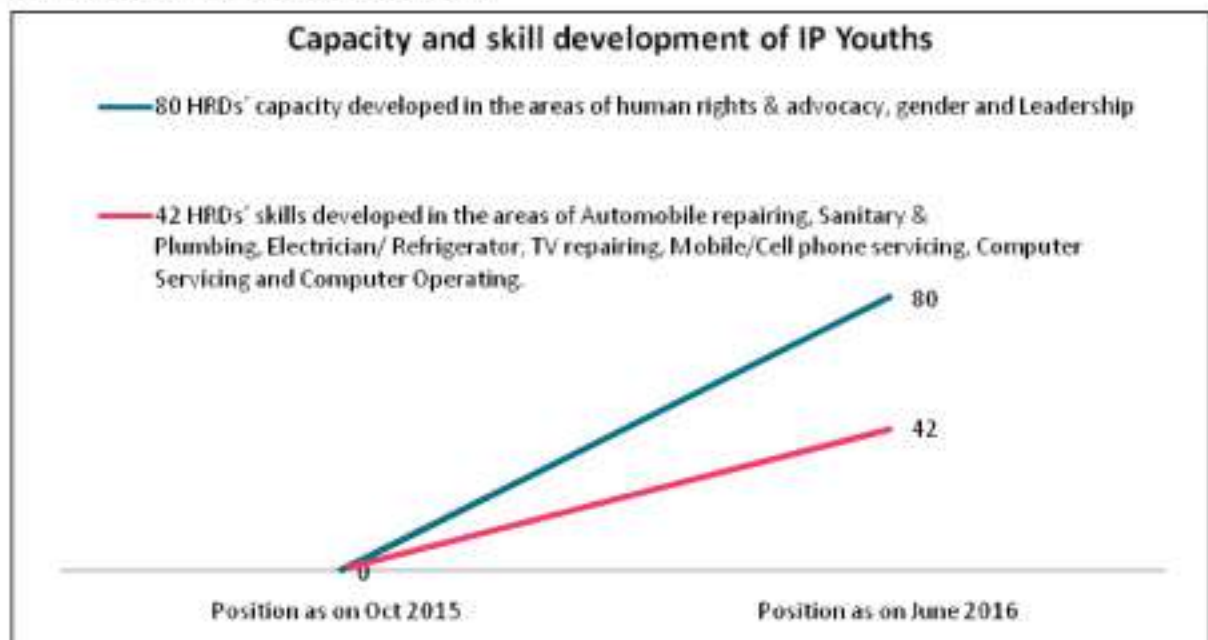 Capacity and skill development of IP Youths
80 HRDs' capacity developed in the areas of human rights & advocacy, gender and Leadership
42 HRDs' skills developed in the areas of Automobile repairing, Sanitary &
Plumbing, Electrician/ Refrigerator, TV repairing, Mobile/Cell phone servicing, Computer
Servicing and Computer Operating.
80
42
0
Position as on Oct 2015
Position as on June 2016